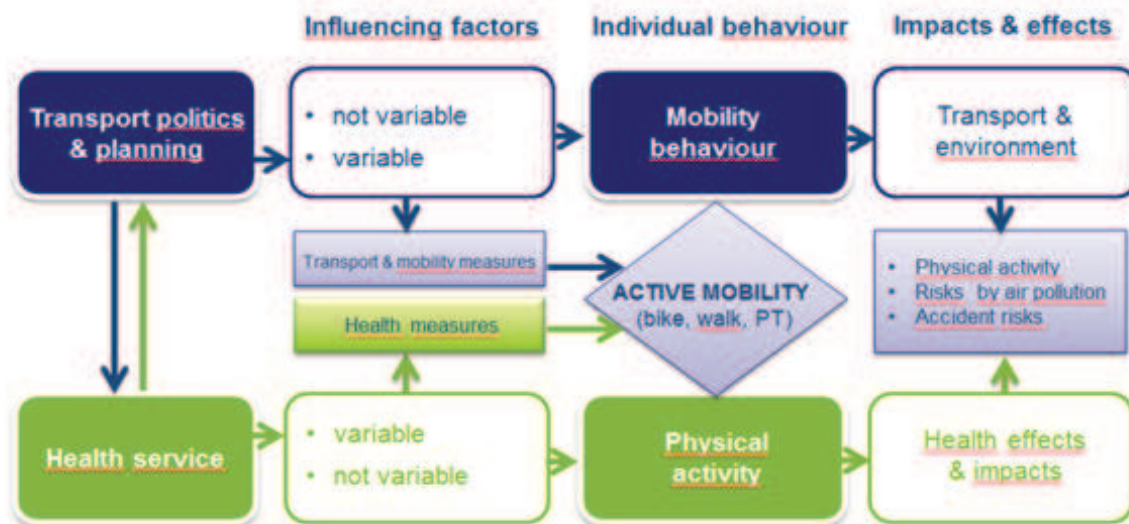 Influencing factors
Individual behaviour
Impacts & effects
Transport politics
& planning
• not variable
• variable
Mobility
behaviour
Transport &
environment
Transport & mobility measures
Health measures
ACTIVE MOBILITY
(bike, walk, PT)
• Physical activity
• Risks by air pollution
• Accident risks
Health service
• variable
• not variable
Physical
activity
Health effects
& impacts